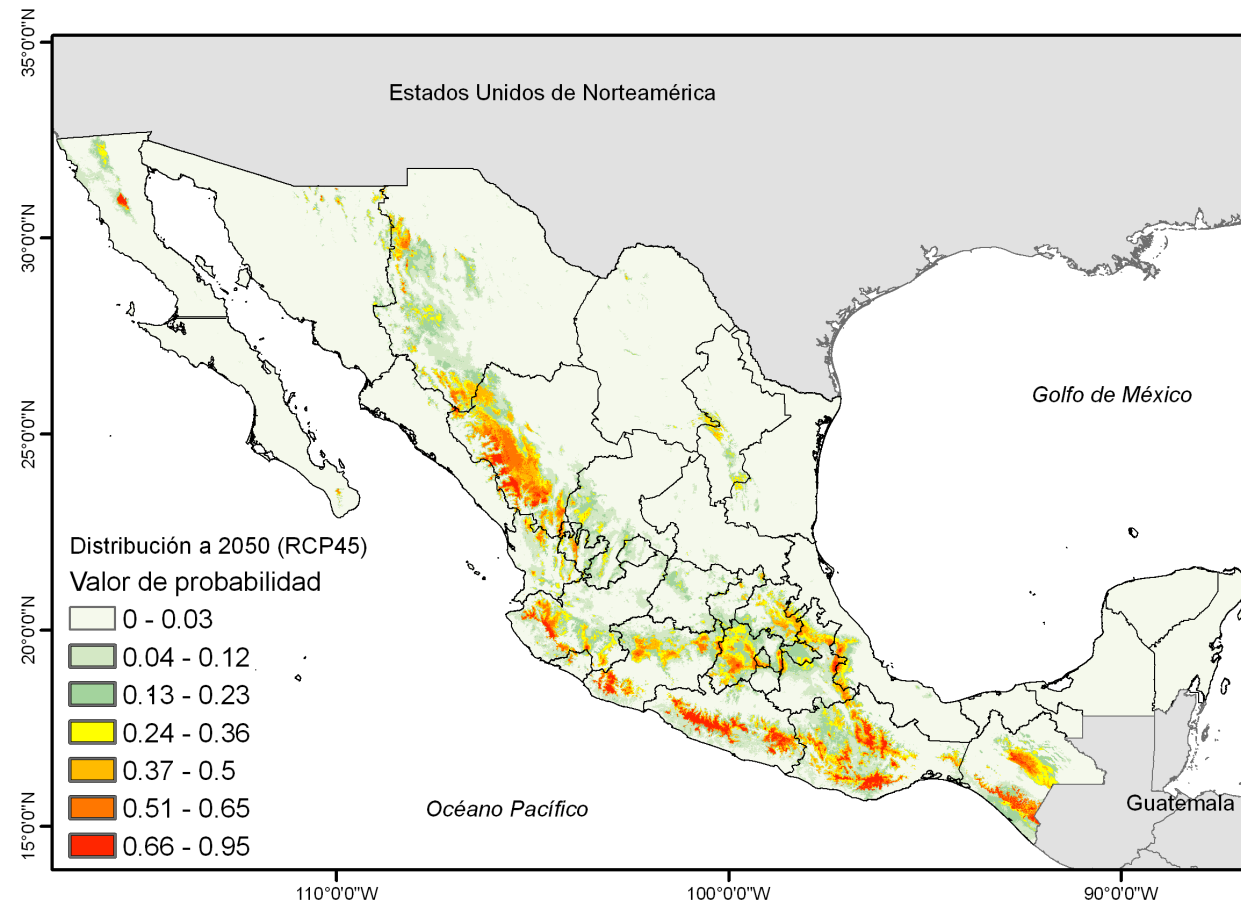 35°0'0"N
Estados Unidos de Norteamérica
30°0'0"N
Golfo de México
25°0'0"N
Distribución a 2050 (RCP45)
Valor de probabilidad
0 - 0.03
20°0'0"N
0.04 - 0.12
0.13 - 0.23
0.24 - 0.36
0.37 - 0.5
0.51 - 0.65
Océano Pacífico
Guatemala
15°0'0"N
0.66 - 0.95
110°0'0"W
100°0'0"W
90°0'0"W